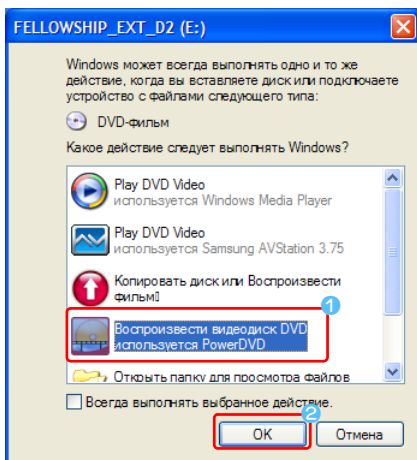 FELLOWSHIP_EXT_D2 (E:)
Windows может всегда выполнять одно и то же
действие, когда вы вставляете диск или подключаете
устройство с файлами следующего типа:
DVD-фильм
Какое действие следует выполнять Windows?
Play DVD Video
используется Windows Media Player
Play DVD Video
используется Samsung AVStation 3.75
Копировать диск или Воспроизвести
фильм
1
Воспроизвести видеодиск DVD
используется PowerDVD
Открыть папку для просмотра файлов
Всегда выполнять выбранное действие.
2
OK
Отмена